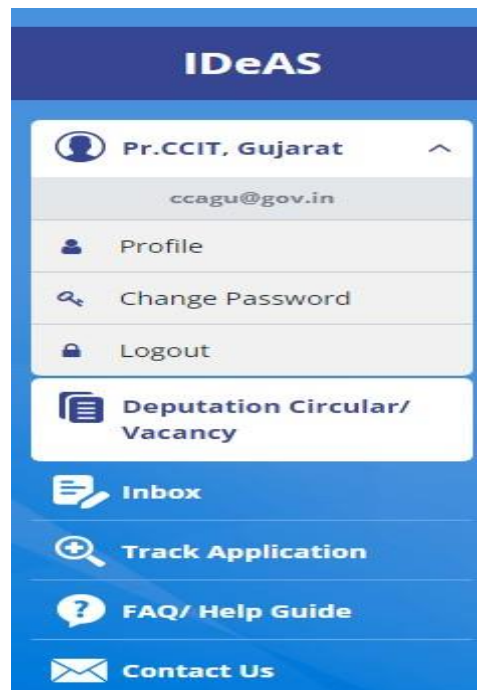 IDeAS
Pr.CCIT, Gujarat
ccagu@gov.in
Profile
Change Password
Logout
Deputation Circular/
Vacancy
Inbox
Track Application
FAQ/ Help Guide
Contact Us